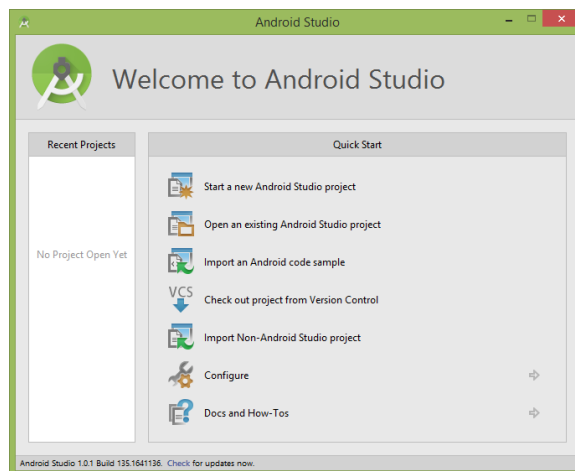 Android Studio
Welcome to Android Studio
Recent Projects
No Project Open Yet
Quick Start
Start a new Android Studio project
Open an existing Android Studio project
Import an Android code sample
VCS
Check out project from Version Control
Import Non-Android Studio project
Configure
Docs and How-Tos
Android Studio 1.0.1 Build 135.1641136. Check for updates now.